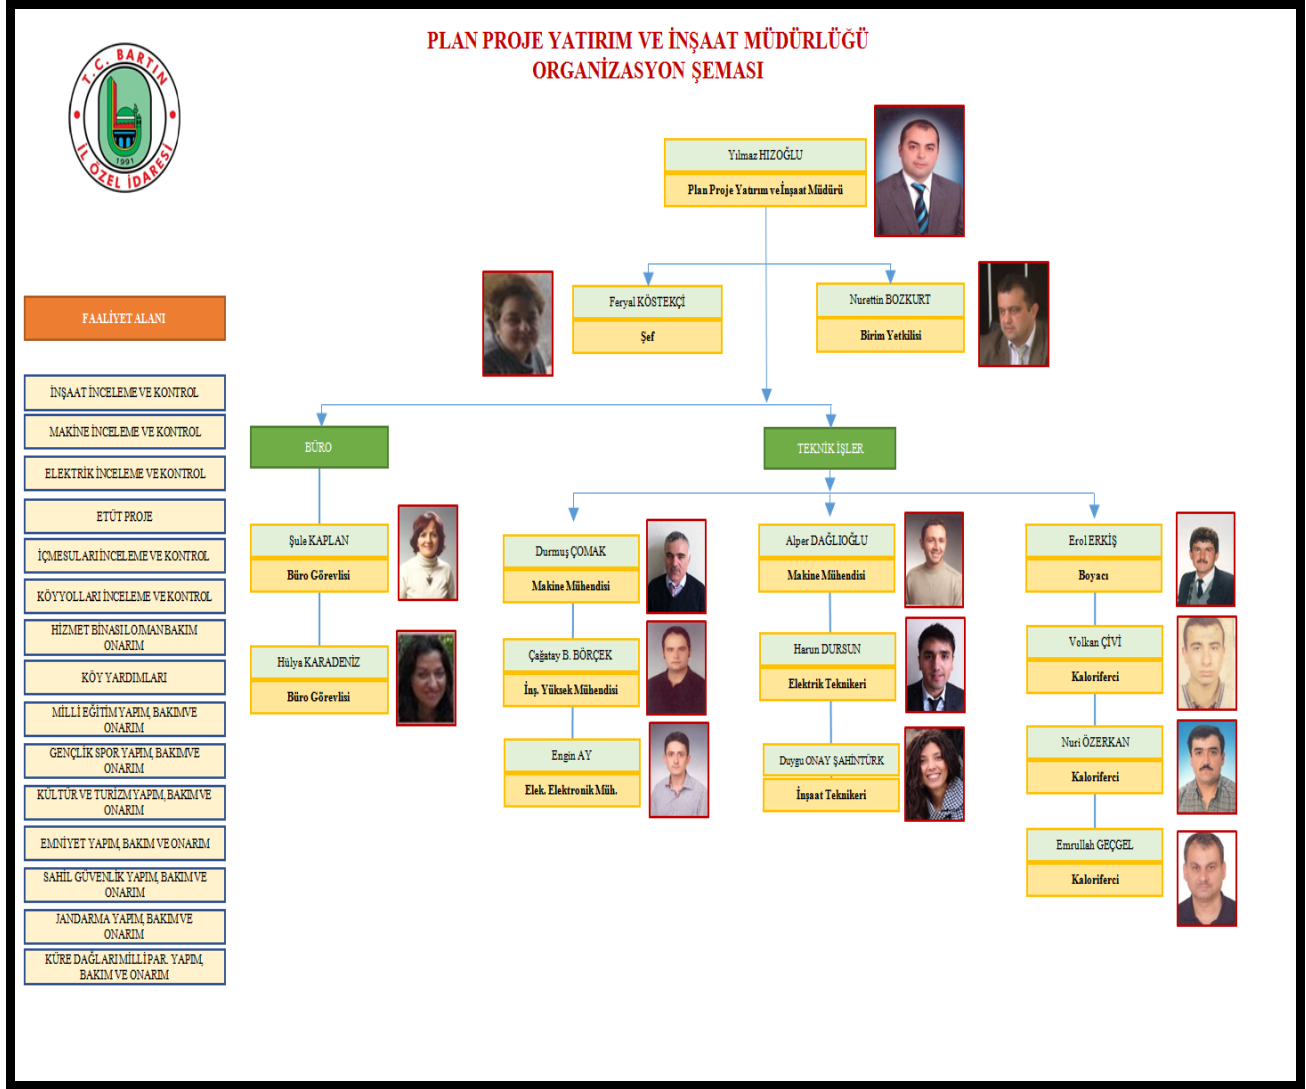 PLAN PROJE YATIRIM VE İNŞAAT MÜDÜRLÜĞÜ
ORGANİZASYON ŞEMASI
T.C. BARTIN
İL ÖZEL İDARESİ
1991
Yılmaz HIZOĞLU
Plan Proje Yatırım ve İnşaat Müdürü
Feryal KÖSTEKÇİ
Şef
Nurettin BOZKURT
Birim Yetkilisi
FAALİYET ALANI
İNŞAAT İNCELEME VE KONTROL
MAKİNE İNCELEME VE KONTROL
ELEKTRİK İNCELEME VE KONTROL
ETÜT PROJE
İÇMESULARI İNCELEME VE KONTROL
KÖYYOLLARI İNCELEME VE KONTROL
HİZMET BİNASI LOJMAN BAKIM
ONARIM
KÖY YARDIMLARI
MİLLİ EĞİTİM YAPIM, BAKIM VE
ONARIM
GENÇLİK SPOR YAPIM, BAKIM VE
ONARIM
KÜLTÜR VE TURİZM YAPIM, BAKIM VE
ONARIM
EMNİYET YAPIM, BAKIM VE ONARIM
SAHİL GÜVENLİK YAPIM, BAKIM VE
ONARIM
JANDARMA YAPIM, BAKIM VE
ONARIM
KÜRE DAĞLARI MİLLİ PAR. YAPIM,
BAKIM VE ONARIM
BÜRO
Şule KAPLAN
Büro Görevlisi
Hülya KARADENİZ
Büro Görevlisi
TEKNİK İŞLER
Durmuş ÇOMAK
Makine Mühendisi
Çağatay B. BÖRÇEK
İnş. Yüksek Mühendisi
Engin AY
Elek. Elektronik Müh.
Alper DAĞLIOĞLU
Makine Mühendisi
Harun DURSUN
Elektrik Teknikeri
Duygu ONAY ŞAHİNTÜRK
İnşaat Teknikeri
Erol ERKİŞ
Boyacı
Volkan ÇİVİ
Kaloriferci
Nuri ÖZERKAN
Kaloriferci
Emrullah GEÇGEL
Kaloriferci